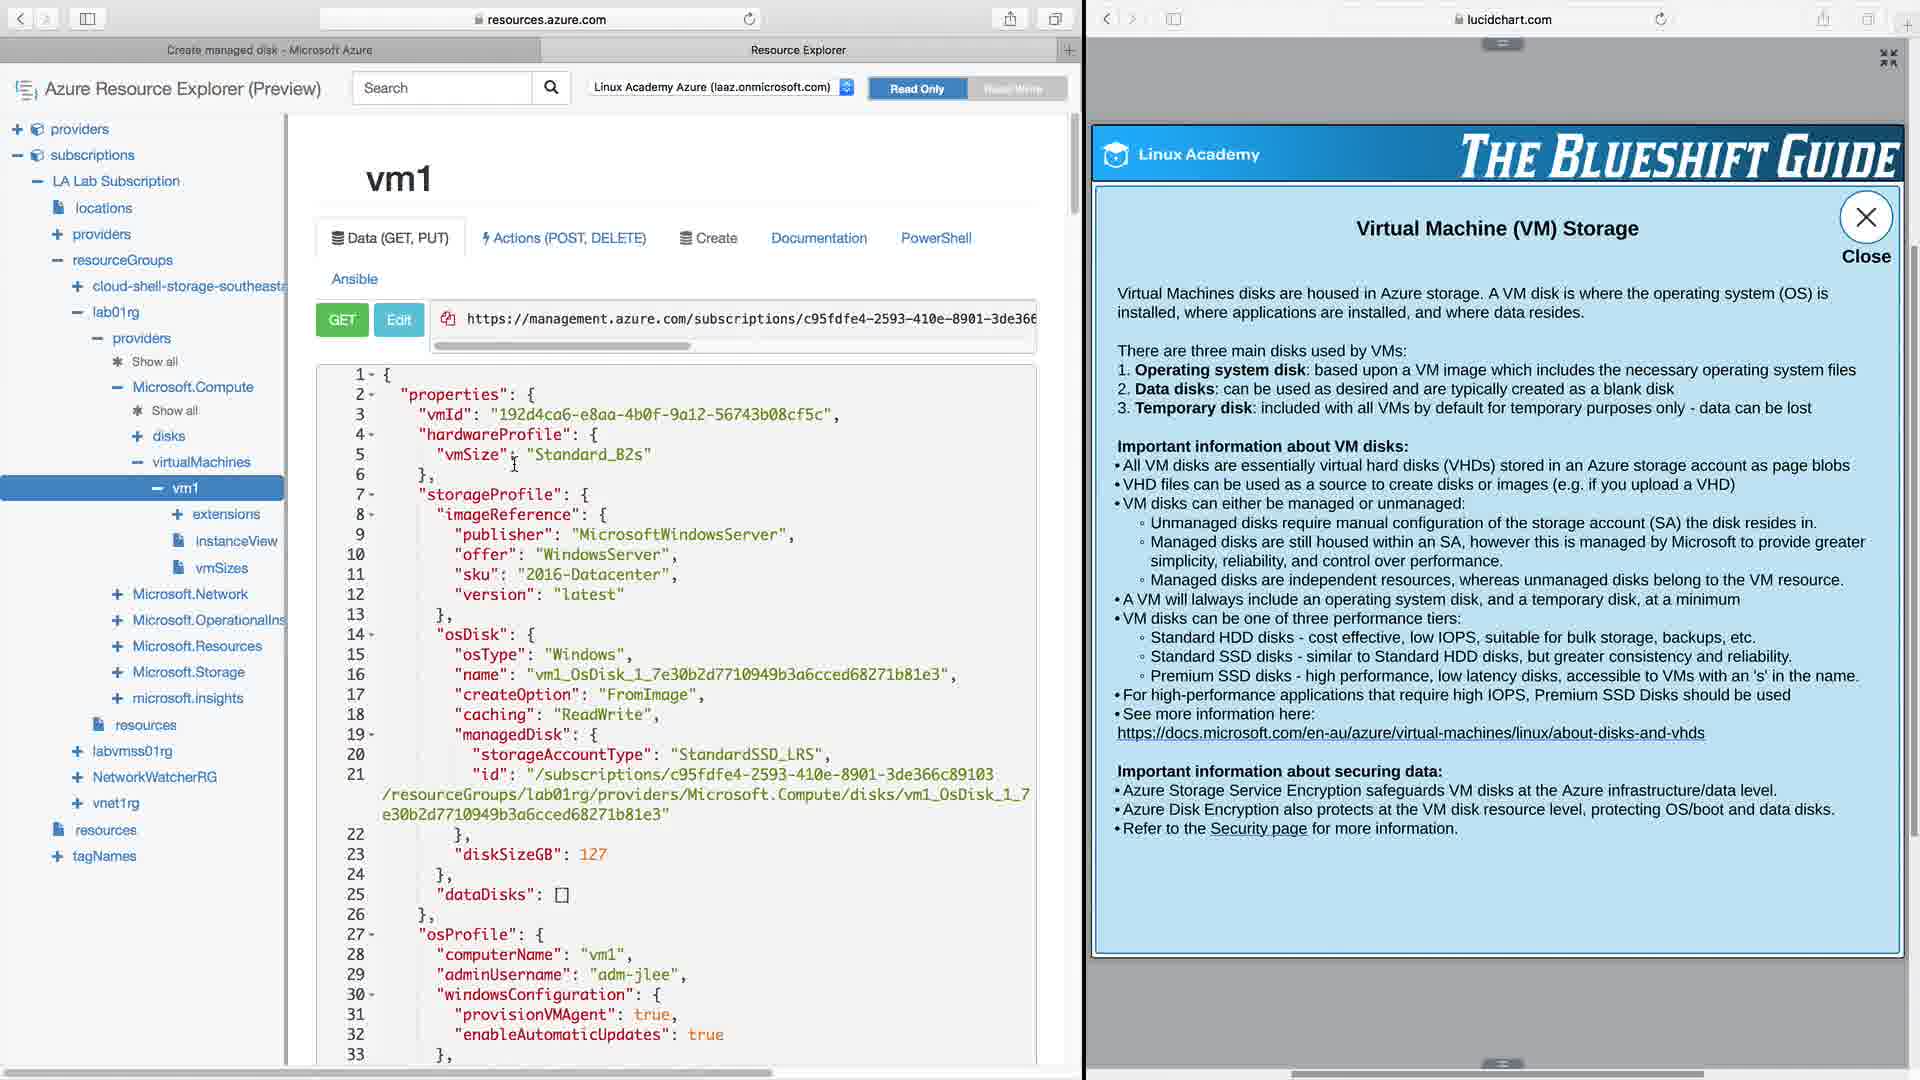 resources.azure.com
Create managed disk - Microsoft Azure
Resource Explorer
Azure Resource Explorer (Preview)
Search
Linux Academy Azure (laaz.onmicrosoft.com)
Read Only
Read/Write
providers
subscriptions
LA Lab Subscription
locations
providers
resourceGroups
cloud-shell-storage-southeasta
lab01rg
providers
Show all
Microsoft.Compute
Show all
disks
virtualMachines
vm1
extensions
instanceView
vmSizes
Microsoft.Network
Microsoft.OperationalIns
Microsoft.Resources
Microsoft.Storage
microsoft.insights
resources
labvmss01rg
NetworkWatcherRG
vnet1rg
resources
tagNames
vm1
Data (GET, PUT)
Actions (POST, DELETE)
Create
Documentation
PowerShell
Ansible
GET
Edit
https://management.azure.com/subscriptions/c95fdfe4-2593-410e-8901-3de366
1 {
2 "properties": {
3 "vmId": "192d4ca6-e8aa-4b0f-9a12-56743b08cf5c",
4 "hardwareProfile": {
5 "vmSize": "Standard_B2s"
6 },
7 "storageProfile": {
8 "imageReference": {
9 "publisher": "MicrosoftWindowsServer",
10 "offer": "WindowsServer",
11 "sku": "2016-Datacenter",
12 "version": "latest"
13 },
14 "osDisk": {
15 "osType": "Windows",
16 "name": "vm1_OsDisk_1_7e30b2d7710949b3a6cced68271b81e3",
17 "createOption": "FromImage",
18 "caching": "ReadWrite",
19 "managedDisk": {
20 "storageAccountType": "StandardSSD_LRS",
21 "id": "/subscriptions/c95fdfe4-2593-410e-8901-3de366c89103
/resourceGroups/lab01rg/providers/Microsoft.Compute/disks/vm1_OsDisk_1_7
e30b2d7710949b3a6cced68271b81e3"
22 },
23 "diskSizeGB": 127
24 },
25 "dataDisks": []
26 },
27 "osProfile": {
28 "computerName": "vm1",
29 "adminUsername": "adm-jlee",
30 "windowsConfiguration": {
31 "provisionVMAgent": true,
32 "enableAutomaticUpdates": true
33 },
lucidchart.com
Linux Academy
THE BLUESHIFT GUIDE
Virtual Machine (VM) Storage
Close
Virtual Machines disks are housed in Azure storage. A VM disk is where the operating system (OS) is
installed, where applications are installed, and where data resides.
There are three main disks used by VMs:
1. Operating system disk: based upon a VM image which includes the necessary operating system files
2. Data disks: can be used as desired and are typically created as a blank disk
3. Temporary disk: included with all VMs by default for temporary purposes only - data can be lost
Important information about VM disks:
• All VM disks are essentially virtual hard disks (VHDs) stored in an Azure storage account as page blobs
• VHD files can be used as a source to create disks or images (e.g. if you upload a VHD)
• VM disks can either be managed or unmanaged:
◦ Unmanaged disks require manual configuration of the storage account (SA) the disk resides in.
◦ Managed disks are still housed within an SA, however this is managed by Microsoft to provide greater
simplicity, reliability, and control over performance.
◦ Managed disks are independent resources, whereas unmanaged disks belong to the VM resource.
• A VM will lalways include an operating system disk, and a temporary disk, at a minimum
• VM disks can be one of three performance tiers:
◦ Standard HDD disks - cost effective, low IOPS, suitable for bulk storage, backups, etc.
◦ Standard SSD disks - similar to Standard HDD disks, but greater consistency and reliability.
◦ Premium SSD disks - high performance, low latency disks, accessible to VMs with an 's' in the name.
• For high-performance applications that require high IOPS, Premium SSD Disks should be used
• See more information here:
https://docs.microsoft.com/en-au/azure/virtual-machines/linux/about-disks-and-vhds
Important information about securing data:
• Azure Storage Service Encryption safeguards VM disks at the Azure infrastructure/data level.
• Azure Disk Encryption also protects at the VM disk resource level, protecting OS/boot and data disks.
• Refer to the Security page for more information.